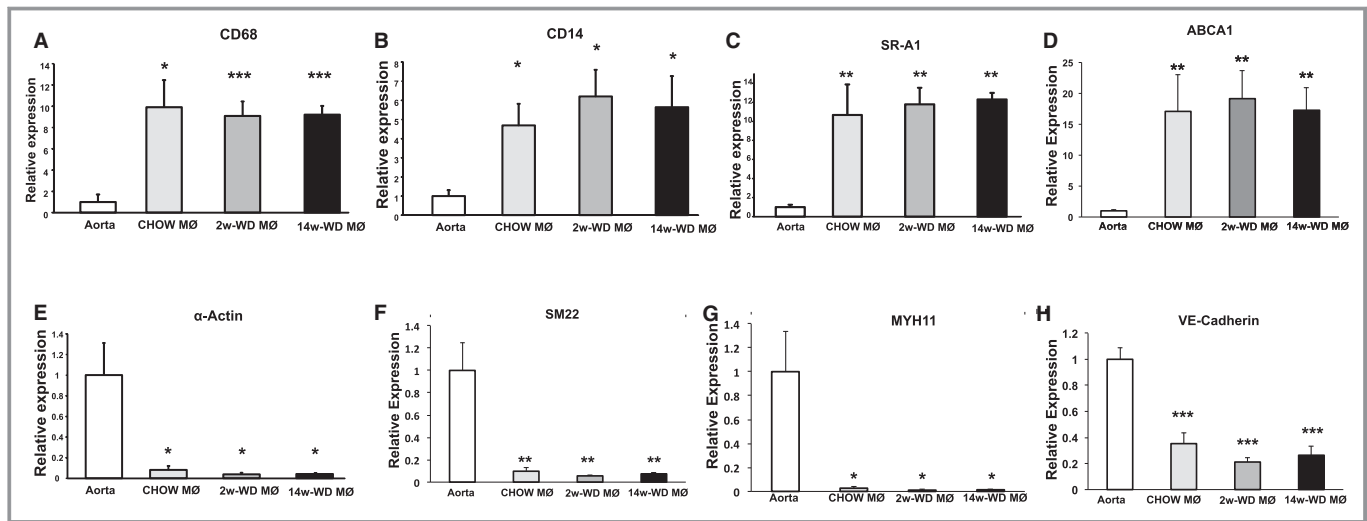 A
CD68
Relative expression
14
12
10
8
6
4
2
0
*
***
***
Aorta
CHOW MØ
2w-WD MØ
14w-WD MØ
B
CD14
Relative expression
8
7
6
5
4
3
2
1
0
*
*
*
Aorta
CHOW MØ
2w-WD MØ
14w-WD MØ
C
SR-A1
Relative expression
14
12
10
8
6
4
2
0
**
**
**
Aorta
CHOW MØ
2w-WD MØ
14w-WD MØ
D
ABCA1
Relative Expression
25
20
15
10
5
0
**
**
**
Aorta
CHOW MØ
2w-WD MØ
14w-WD MØ
E
α-Actin
Relative expression
1.4
1.2
1
0.8
0.6
0.4
0.2
0
*
*
*
Aorta
CHOW MØ
2w-WD MØ
14w-WD MØ
F
SM22
Relative Expression
1.4
1.2
1
0.8
0.6
0.4
0.2
0
**
**
**
Aorta
CHOW MØ
2w-WD MØ
14w-WD MØ
G
MYH11
Relative Expression
1.4
1.2
1
0.8
0.6
0.4
0.2
0
*
*
*
Aorta
CHOW MØ
2w-WD MØ
14w-WD MØ
H
VE-Cadherin
Relative Expression
1.2
1
0.8
0.6
0.4
0.2
0
***
***
***
Aorta
CHOW MØ
2w-WD MØ
14w-WD MØ